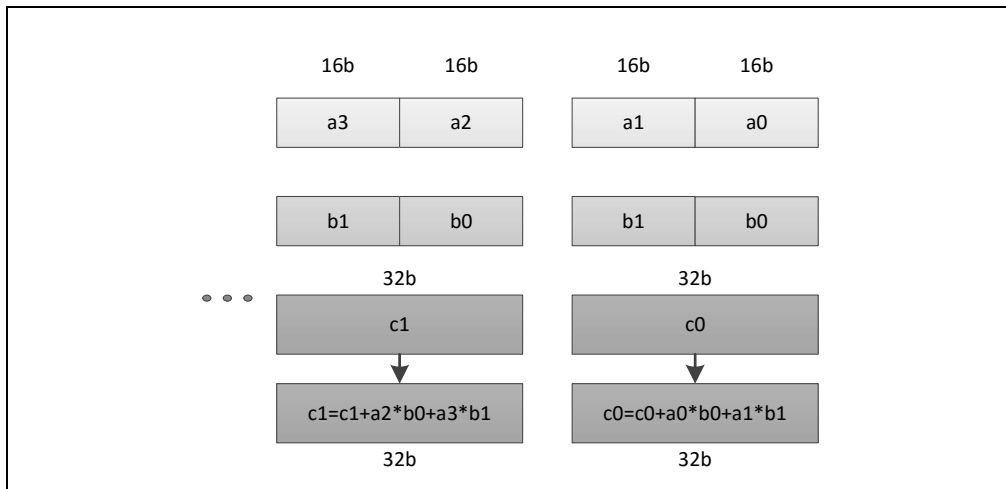 16b 16b 16b 16b
a3 a2 a1 a0
b1 b0 b1 b0
32b 32b
c1 c0
c1=c1+a2*b0+a3*b1 c0=c0+a0*b0+a1*b1
32b 32b